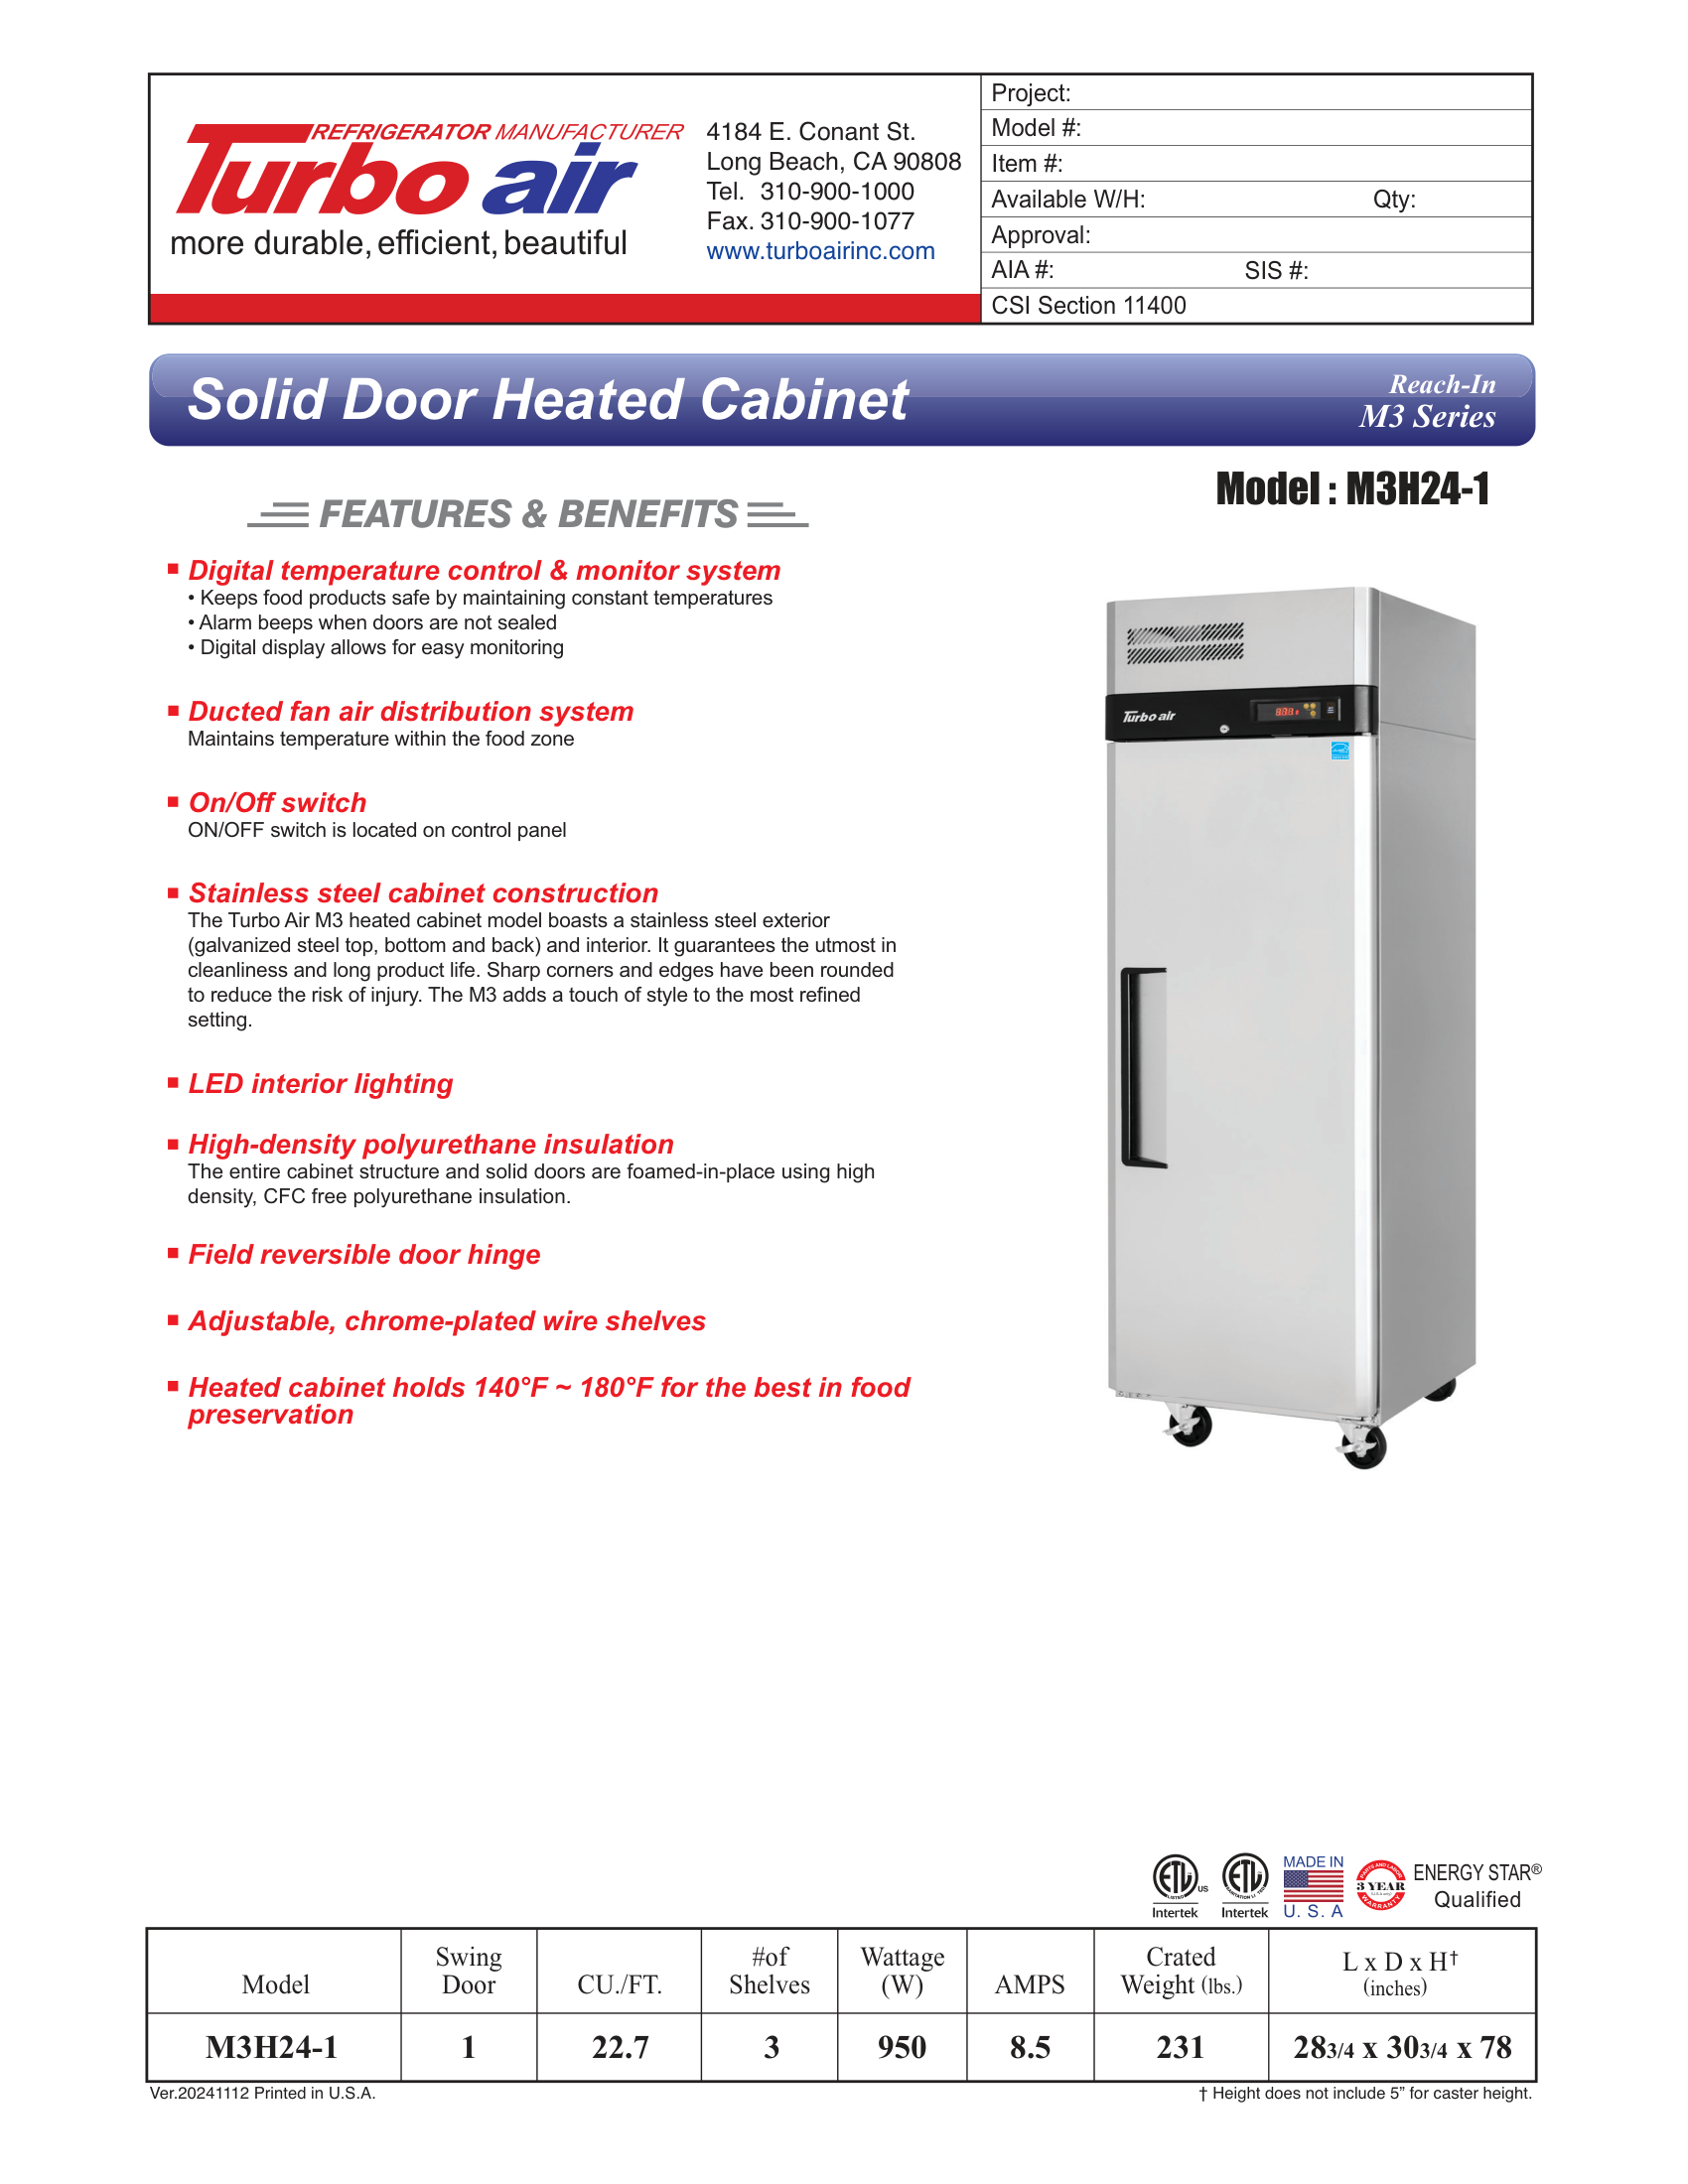 REFRIGERATOR MANUFACTURER
Turbo air
more durable, efficient, beautiful
4184 E. Conant St.
Long Beach, CA 90808
Tel. 310-900-1000
Fax. 310-900-1077
www.turboairinc.com
Project:
Model #:
Item #:
Available W/H: Qty:
Approval:
AIA #: SIS #:
CSI Section 11400
Solid Door Heated Cabinet
Reach-In
M3 Series
Model : M3H24-1
FEATURES & BENEFITS
Digital temperature control & monitor system
• Keeps food products safe by maintaining constant temperatures
• Alarm beeps when doors are not sealed
• Digital display allows for easy monitoring
Ducted fan air distribution system
Maintains temperature within the food zone
On/Off switch
ON/OFF switch is located on control panel
Stainless steel cabinet construction
The Turbo Air M3 heated cabinet model boasts a stainless steel exterior
(galvanized steel top, bottom and back) and interior. It guarantees the utmost in
cleanliness and long product life. Sharp corners and edges have been rounded
to reduce the risk of injury. The M3 adds a touch of style to the most refined
setting.
LED interior lighting
High-density polyurethane insulation
The entire cabinet structure and solid doors are foamed-in-place using high
density, CFC free polyurethane insulation.
Field reversible door hinge
Adjustable, chrome-plated wire shelves
Heated cabinet holds 140°F ~ 180°F for the best in food
preservation
Turbo air
ETL LISTED US
Intertek
ETL
Intertek
MADE IN
U. S. A
PARTS AND LABOR
3 YEAR
WARRANTY
ENERGY STAR®
Qualified
Model Swing Door CU./FT. #of Shelves Wattage (W) AMPS Crated Weight (lbs.) L x D x H† (inches)
M3H24-1 1 22.7 3 950 8.5 231 283/4 x 303/4 x 78
Ver.20241112 Printed in U.S.A.
† Height does not include 5” for caster height.